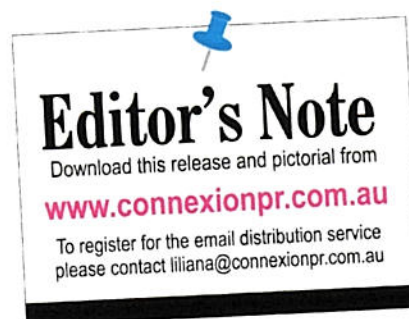 Editor's Note
Download this release and pictorial from
www.connexionpr.com.au
To register for the email distribution service
please contact liliana@connexionpr.com.au